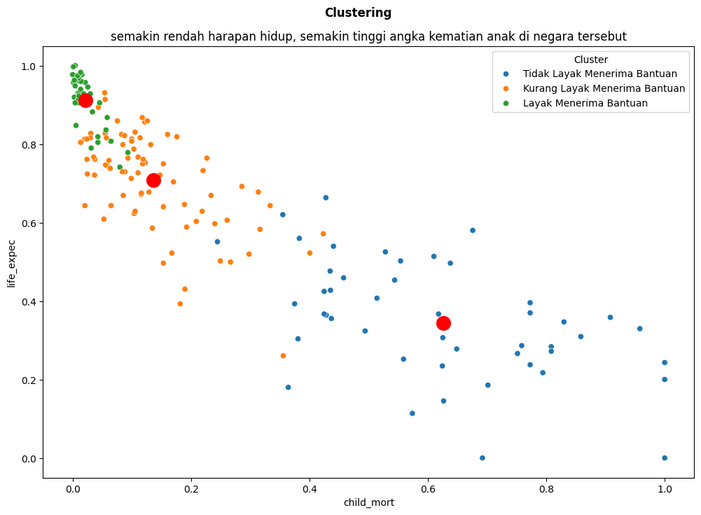 Clustering
semakin rendah harapan hidup, semakin tinggi angka kematian anak di negara tersebut
Cluster
Tidak Layak Menerima Bantuan
Kurang Layak Menerima Bantuan
Layak Menerima Bantuan
life_expec
1.0
0.8
0.6
0.4
0.2
0.0
0.0 0.2 0.4 0.6 0.8 1.0
child_mort